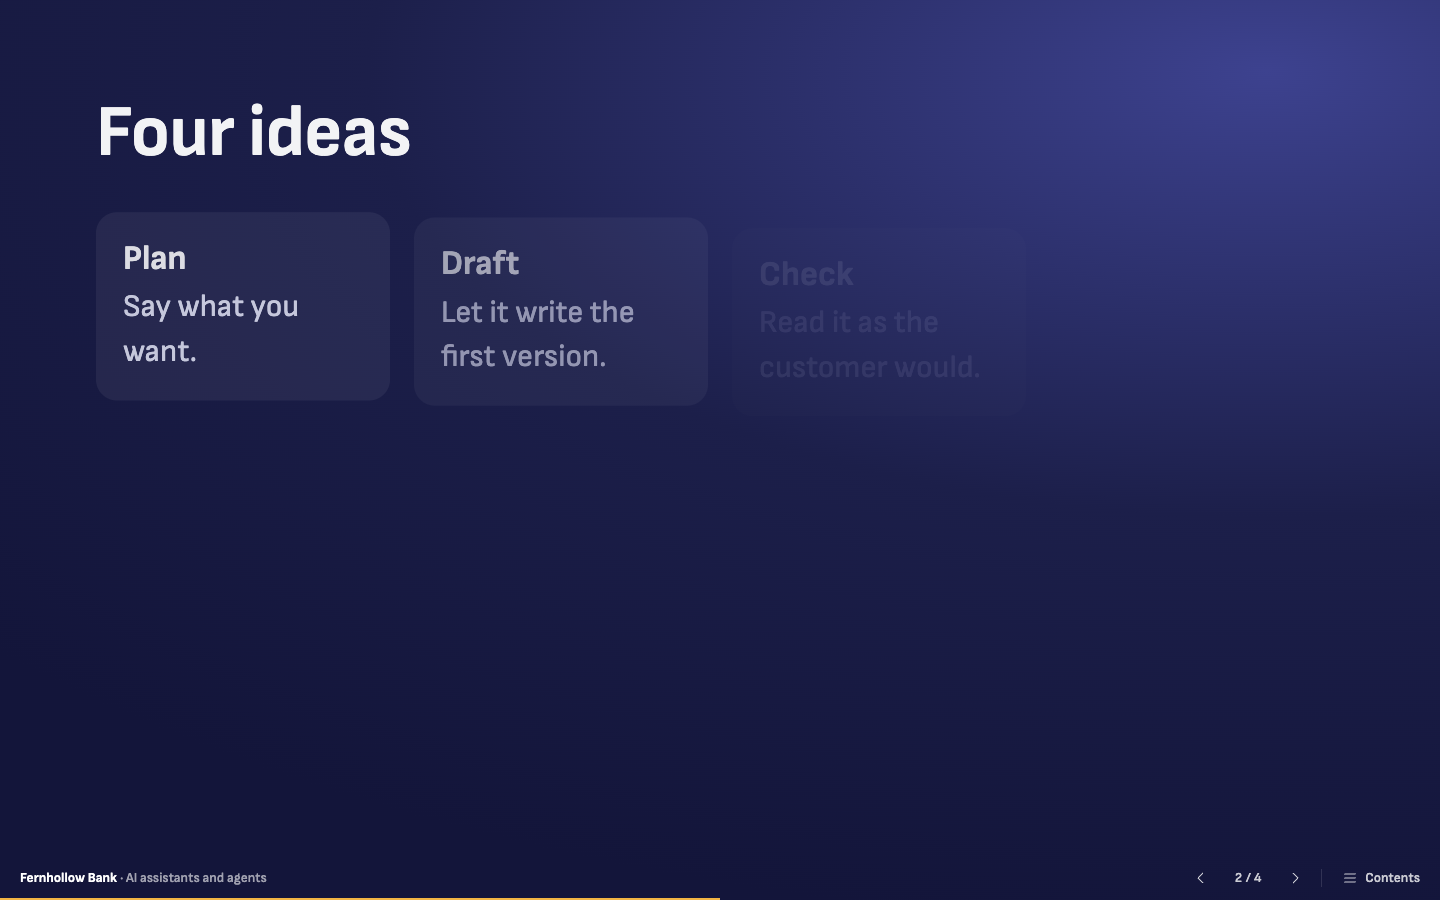 Four ideas
Plan
Say what you
want.
Draft
Let it write the
first version.
Check
Read it as the
customer would.
Fernhollow Bank · AI assistants and agents
2 / 4
Contents